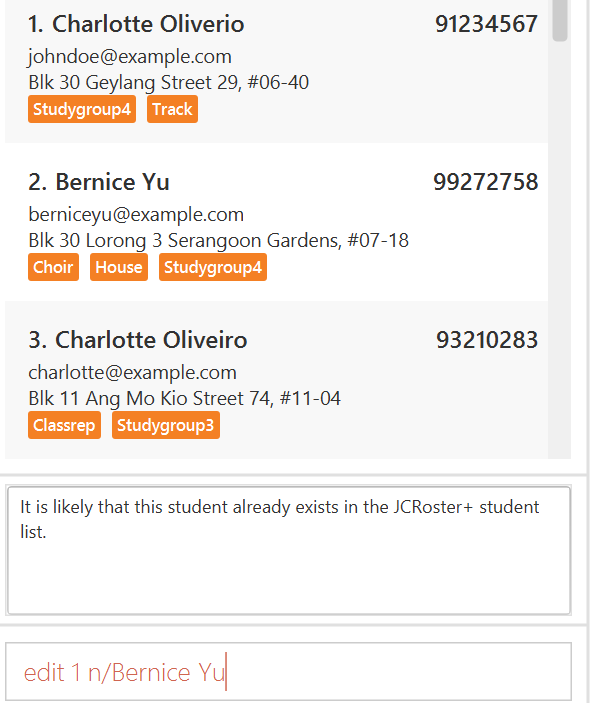 1. Charlotte Oliverio 91234567
johndoe@example.com
Blk 30 Geylang Street 29, #06-40
Studygroup4 Track
2. Bernice Yu 99272758
berniceyu@example.com
Blk 30 Lorong 3 Serangoon Gardens, #07-18
Choir House Studygroup4
3. Charlotte Oliveiro 93210283
charlotte@example.com
Blk 11 Ang Mo Kio Street 74, #11-04
Classrep Studygroup3
It is likely that this student already exists in the JCRoster+ student
list.
edit 1 n/Bernice Yu